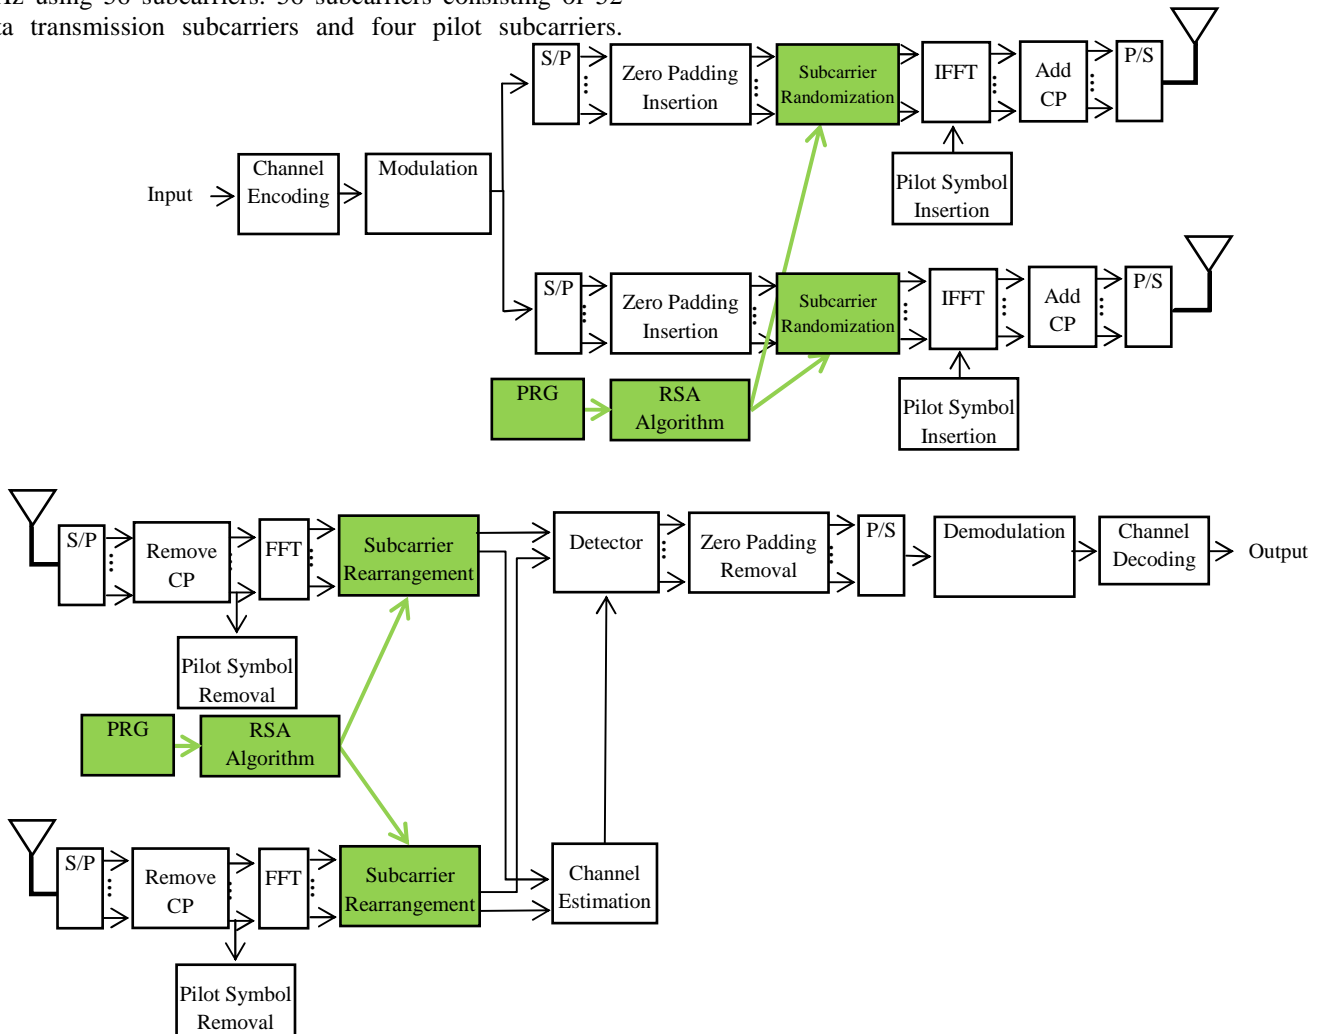 Hz using 56 subcarriers. 56 subcarriers consisting of 52
ta transmission subcarriers and four pilot subcarriers.
S/P
Zero Padding
Insertion
Subcarrier
Randomization
IFFT
Add
CP
P/S
Pilot Symbol
Insertion
Input
Channel
Encoding
Modulation
S/P
Zero Padding
Insertion
Subcarrier
Randomization
IFFT
Add
CP
P/S
PRG
RSA
Algorithm
Pilot Symbol
Insertion
S/P
Remove
CP
FFT
Subcarrier
Rearrangement
Detector
Zero Padding
Removal
P/S
Demodulation
Channel
Decoding
Output
Pilot Symbol
Removal
PRG
RSA
Algorithm
S/P
Remove
CP
FFT
Subcarrier
Rearrangement
Channel
Estimation
Pilot Symbol
Removal